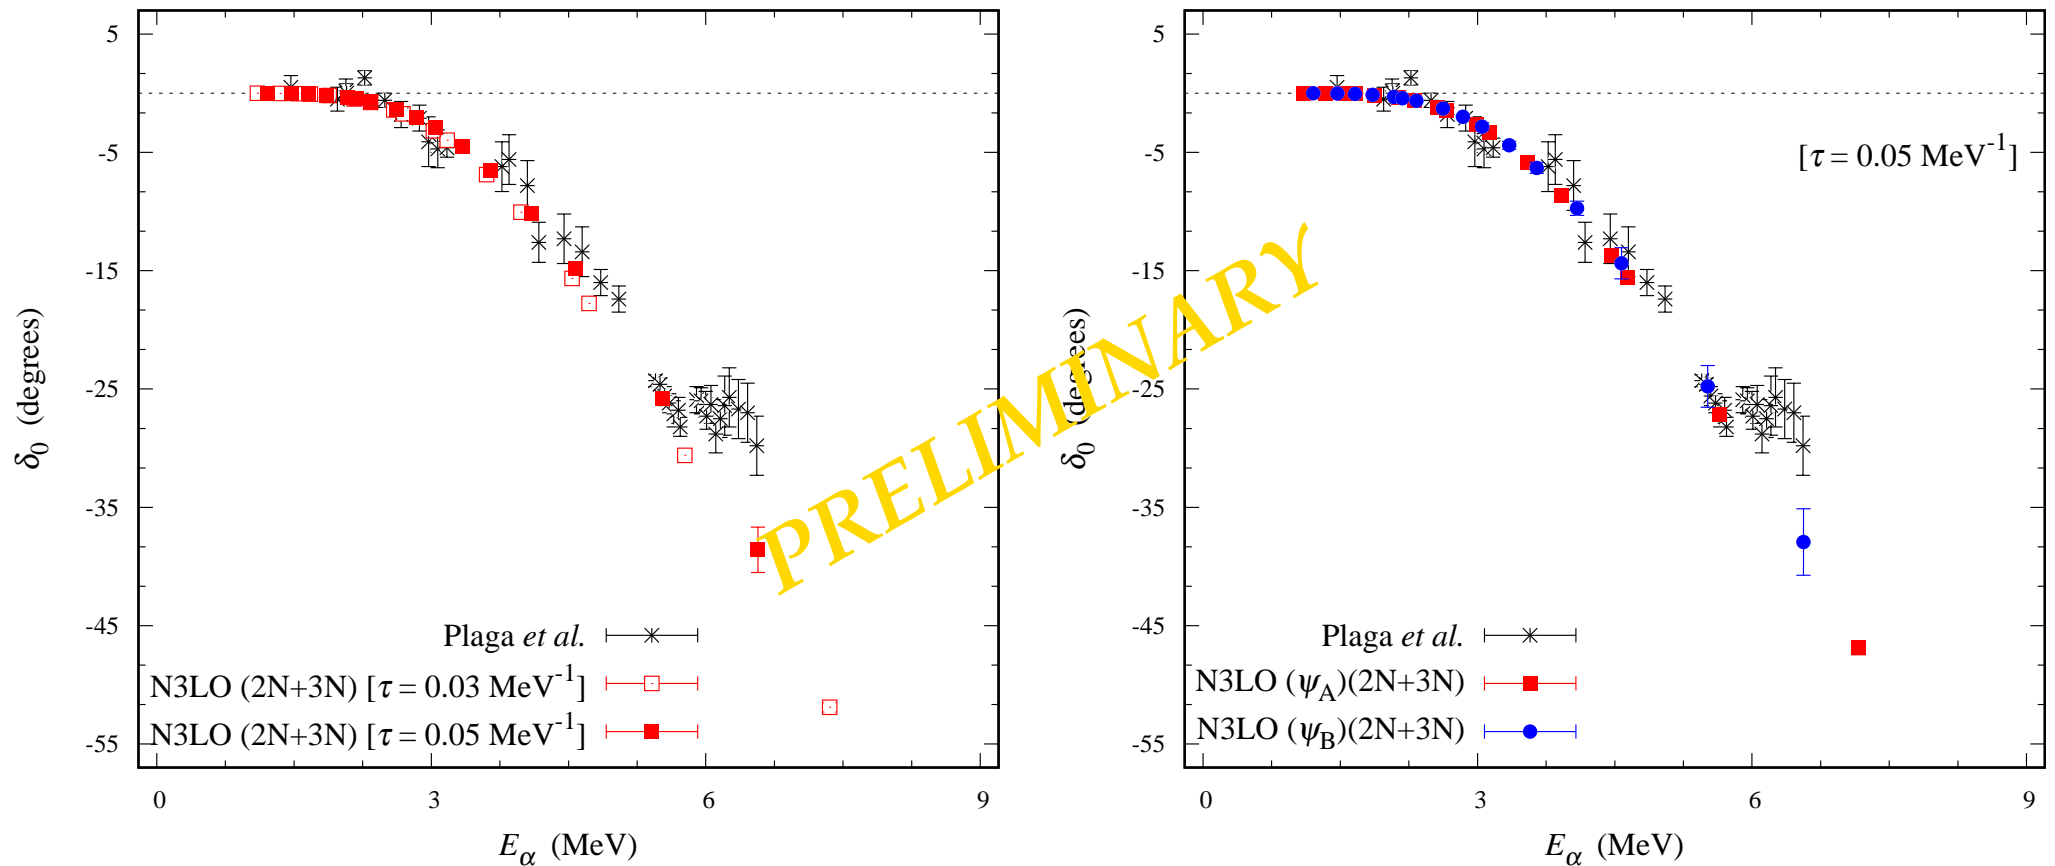 5
-5
-15
-25
-35
-45
-55
0
3
6
9
δ0 (degrees)
Eα (MeV)
Plaga et al.
N3LO (2N+3N) [τ = 0.03 MeV-1]
N3LO (2N+3N) [τ = 0.05 MeV-1]
PRELIMINARY
5
-5
-15
-25
-35
-45
-55
0
3
6
9
δ0 (degrees)
Eα (MeV)
[τ = 0.05 MeV-1]
Plaga et al.
N3LO (ψA)(2N+3N)
N3LO (ψB)(2N+3N)